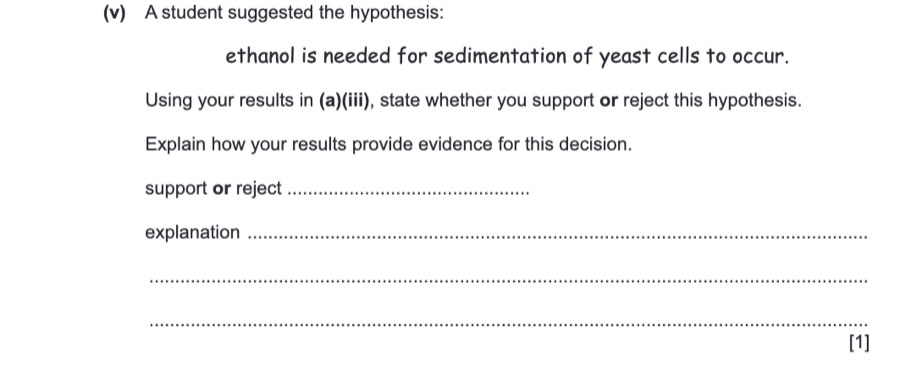 (v) A student suggested the hypothesis:
ethanol is needed for sedimentation of yeast cells to occur.
Using your results in (a)(iii), state whether you support or reject this hypothesis.
Explain how your results provide evidence for this decision.
support or reject ................................................
explanation ................................................................................................................................
................................................................................................................................................
................................................................................................................................................
[1]